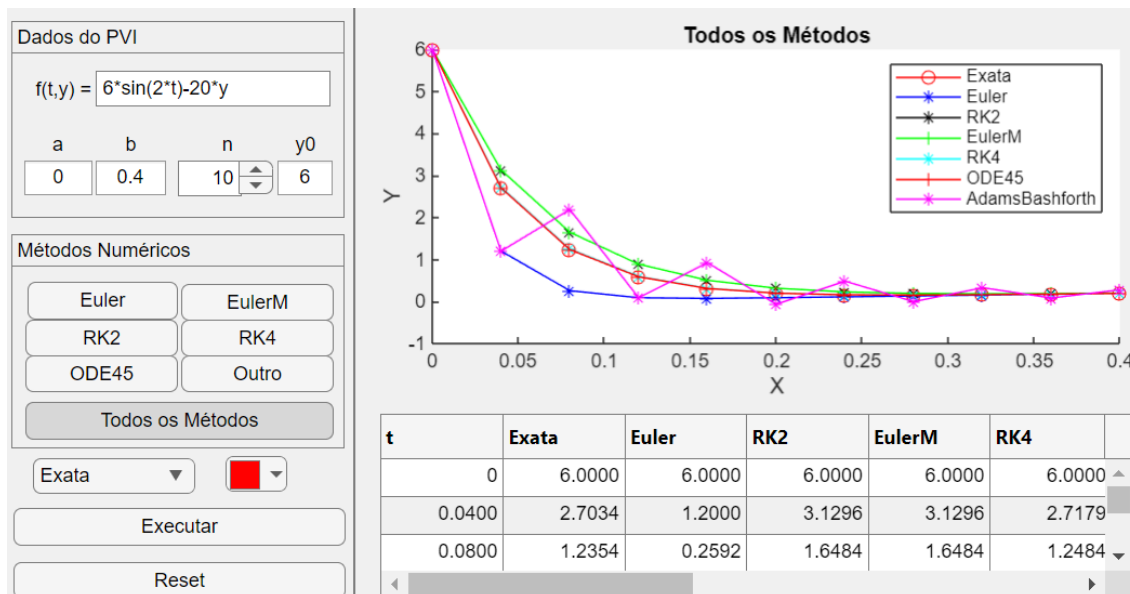 Dados do PVI
f(t,y) = 6*sin(2*t)-20*y
a b n y0
0 0.4 10 6
Métodos Numéricos
Euler EulerM
RK2 RK4
ODE45 Outro
Todos os Métodos
Exata
Executar
Reset
Todos os Métodos
6
5
4
3
2
1
0
-1
Y
0 0.05 0.1 0.15 0.2 0.25 0.3 0.35 0.4
X
Exata
Euler
RK2
EulerM
RK4
ODE45
AdamsBashforth
t Exata Euler RK2 EulerM RK4
0 6.0000 6.0000 6.0000 6.0000 6.0000
0.0400 2.7034 1.2000 3.1296 3.1296 2.7179
0.0800 1.2354 0.2592 1.6484 1.6484 1.2484